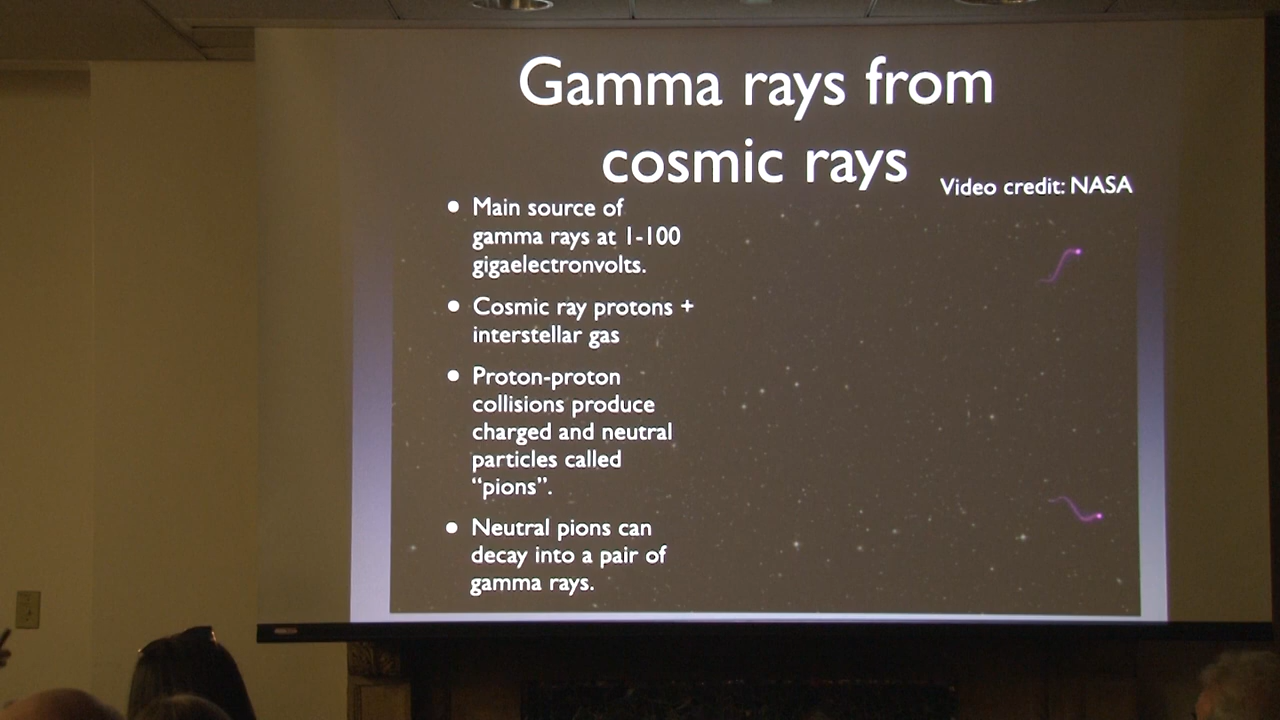 Gamma rays from
cosmic rays
Video credit: NASA
• Main source of
gamma rays at 1-100
gigaelectronvolts.
• Cosmic ray protons +
interstellar gas
• Proton-proton
collisions produce
charged and neutral
particles called
“pions”.
• Neutral pions can
decay into a pair of
gamma rays.